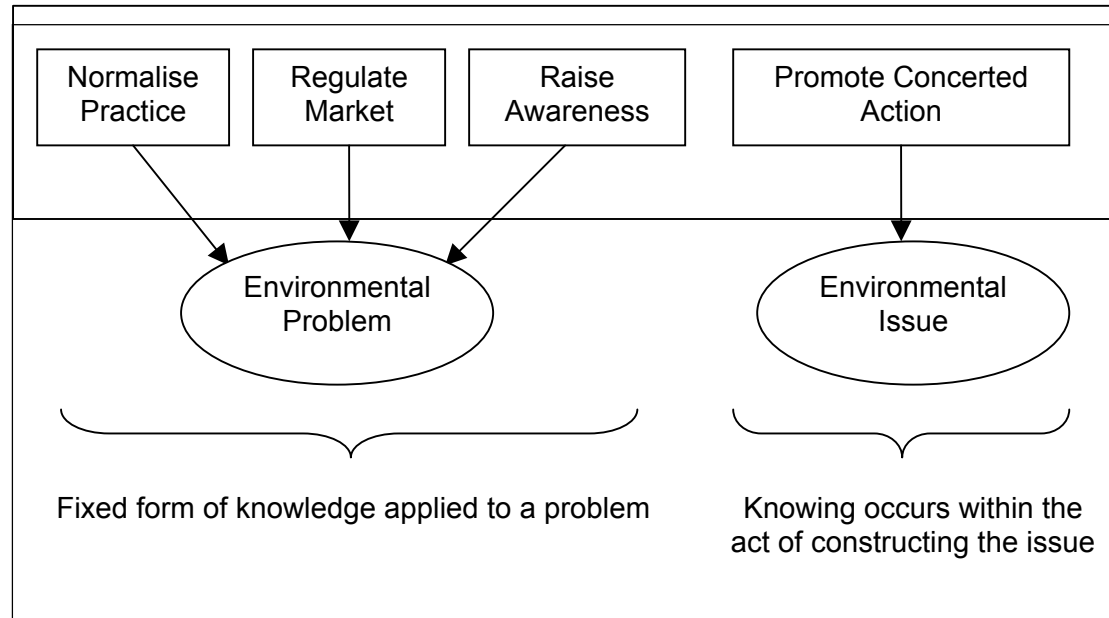 Normalise
Practice
Regulate
Market
Raise
Awareness
Promote Concerted
Action
Environmental
Problem
Environmental
Issue
Fixed form of knowledge applied to a problem
Knowing occurs within the
act of constructing the issue